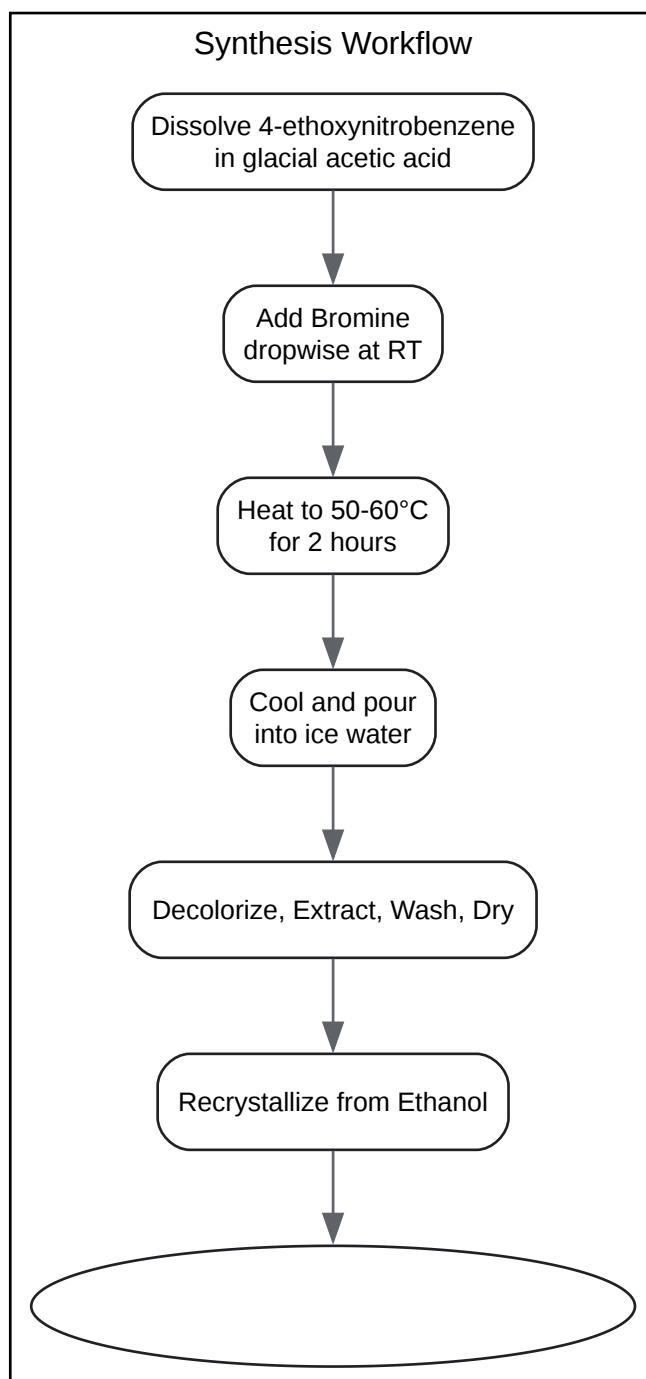 Synthesis Workflow
Dissolve 4-ethoxynitrobenzene
in glacial acetic acid
Add Bromine
dropwise at RT
Heat to 50-60°C
for 2 hours
Cool and pour
into ice water
Decolorize, Extract, Wash, Dry
Recrystallize from Ethanol